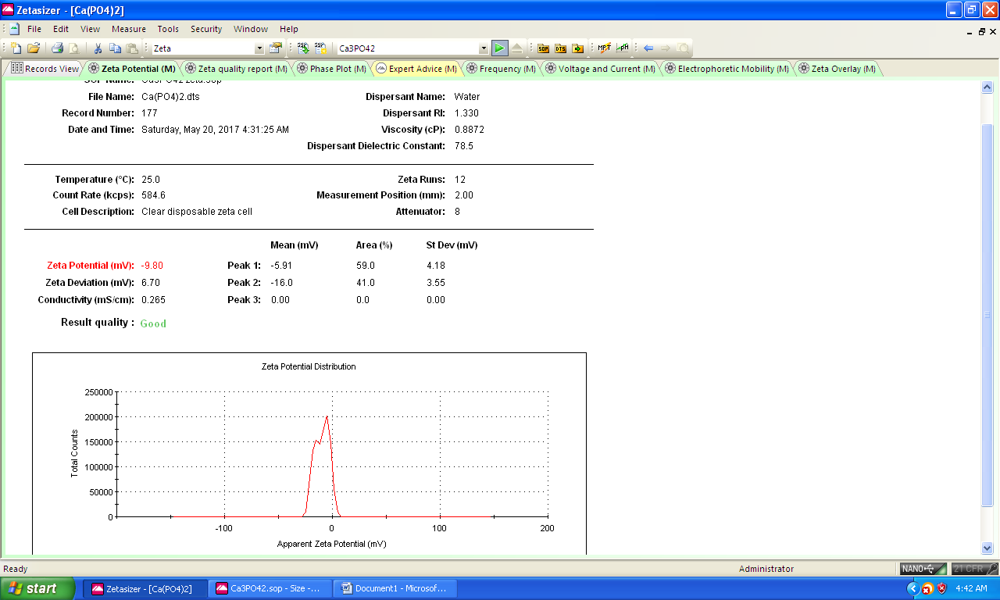 Zetasizer - [Ca(PO4)2]
File Edit View Measure Tools Security Window Help
Zeta Ca3PO42 SOP DTS MPT pH
Records View Zeta Potential (M) Zeta quality report (M) Phase Plot (M) Expert Advice (M) Frequency (M) Voltage and Current (M) Electrophoretic Mobility (M) Zeta Overlay (M)
File Name: Ca(PO4)2.dts Dispersant Name: Water
Record Number: 177 Dispersant RI: 1.330
Date and Time: Saturday, May 20, 2017 4:31:25 AM Viscosity (cP): 0.8872
Dispersant Dielectric Constant: 78.5
Temperature (°C): 25.0 Zeta Runs: 12
Count Rate (kcps): 584.6 Measurement Position (mm): 2.00
Cell Description: Clear disposable zeta cell Attenuator: 8
Mean (mV) Area (%) St Dev (mV)
Zeta Potential (mV): -9.80 Peak 1: -5.91 59.0 4.18
Zeta Deviation (mV): 6.70 Peak 2: -16.0 41.0 3.55
Conductivity (mS/cm): 0.265 Peak 3: 0.00 0.0 0.00
Result quality : Good
Zeta Potential Distribution
250000
200000
150000
100000
50000
0
Total Counts
-100 0 100 200
Apparent Zeta Potential (mV)
Ready Administrator NANO 21 CFR
start Zetasizer - [Ca(PO4)2] Ca3PO42.sop - Size -... Document1 - Microsof... 4:42 AM